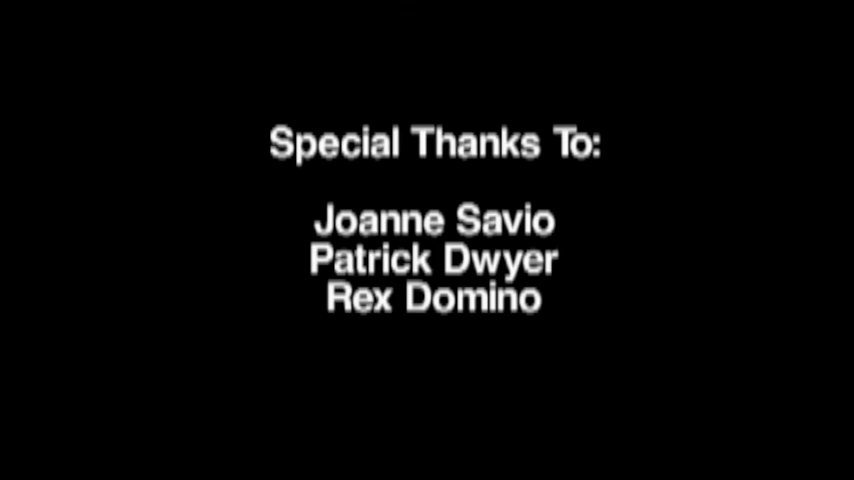 Special Thanks To:
Joanne Savio
Patrick Dwyer
Rex Domino